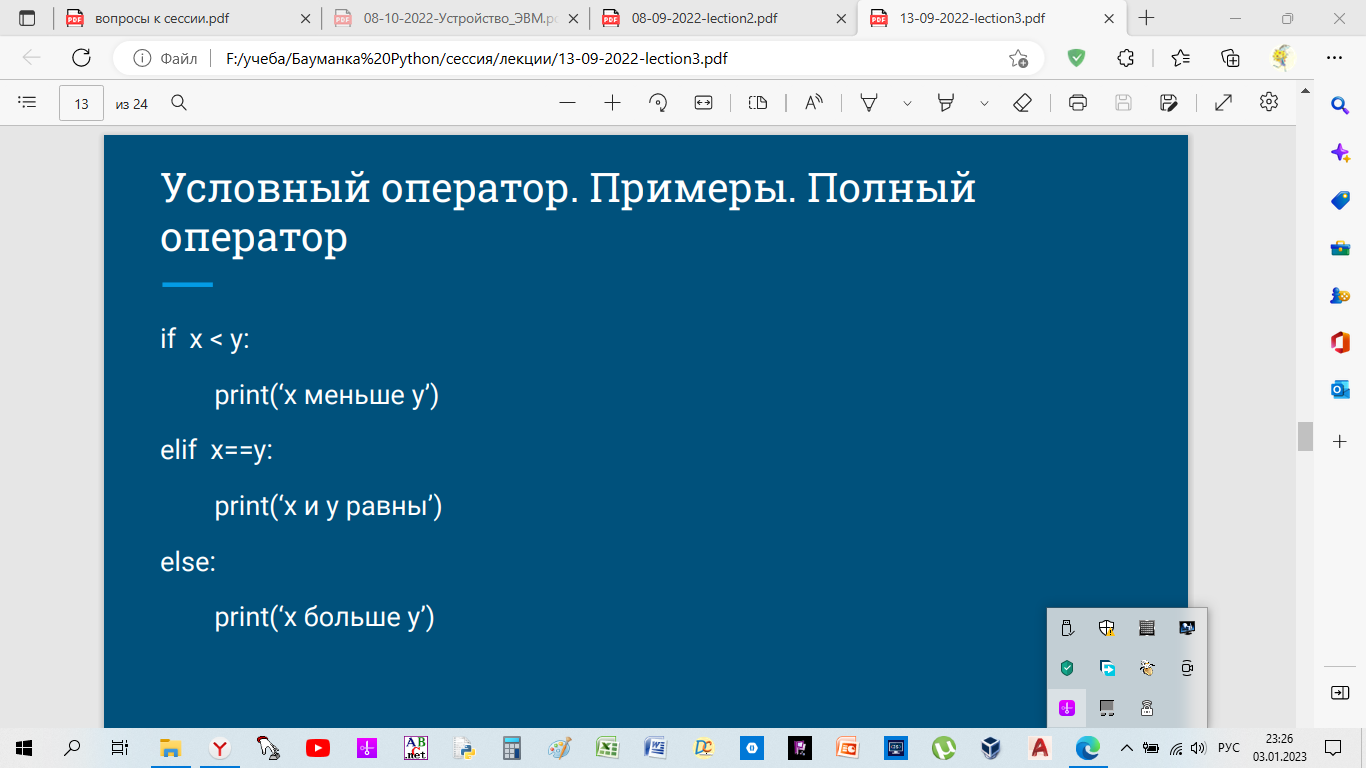 вопросы к сессии.pdf
08-10-2022-Устройство_ЭВМ.pd
08-09-2022-lection2.pdf
13-09-2022-lection3.pdf
Файл
F:/учеба/Бауманка%20Python/сессия/лекции/13-09-2022-lection3.pdf
13 из 24
Условный оператор. Примеры. Полный
оператор
if x < y:
print(‘x меньше y’)
elif x==y:
print(‘x и y равны’)
else:
print(‘x больше y’)
РУС
23:26
03.01.2023